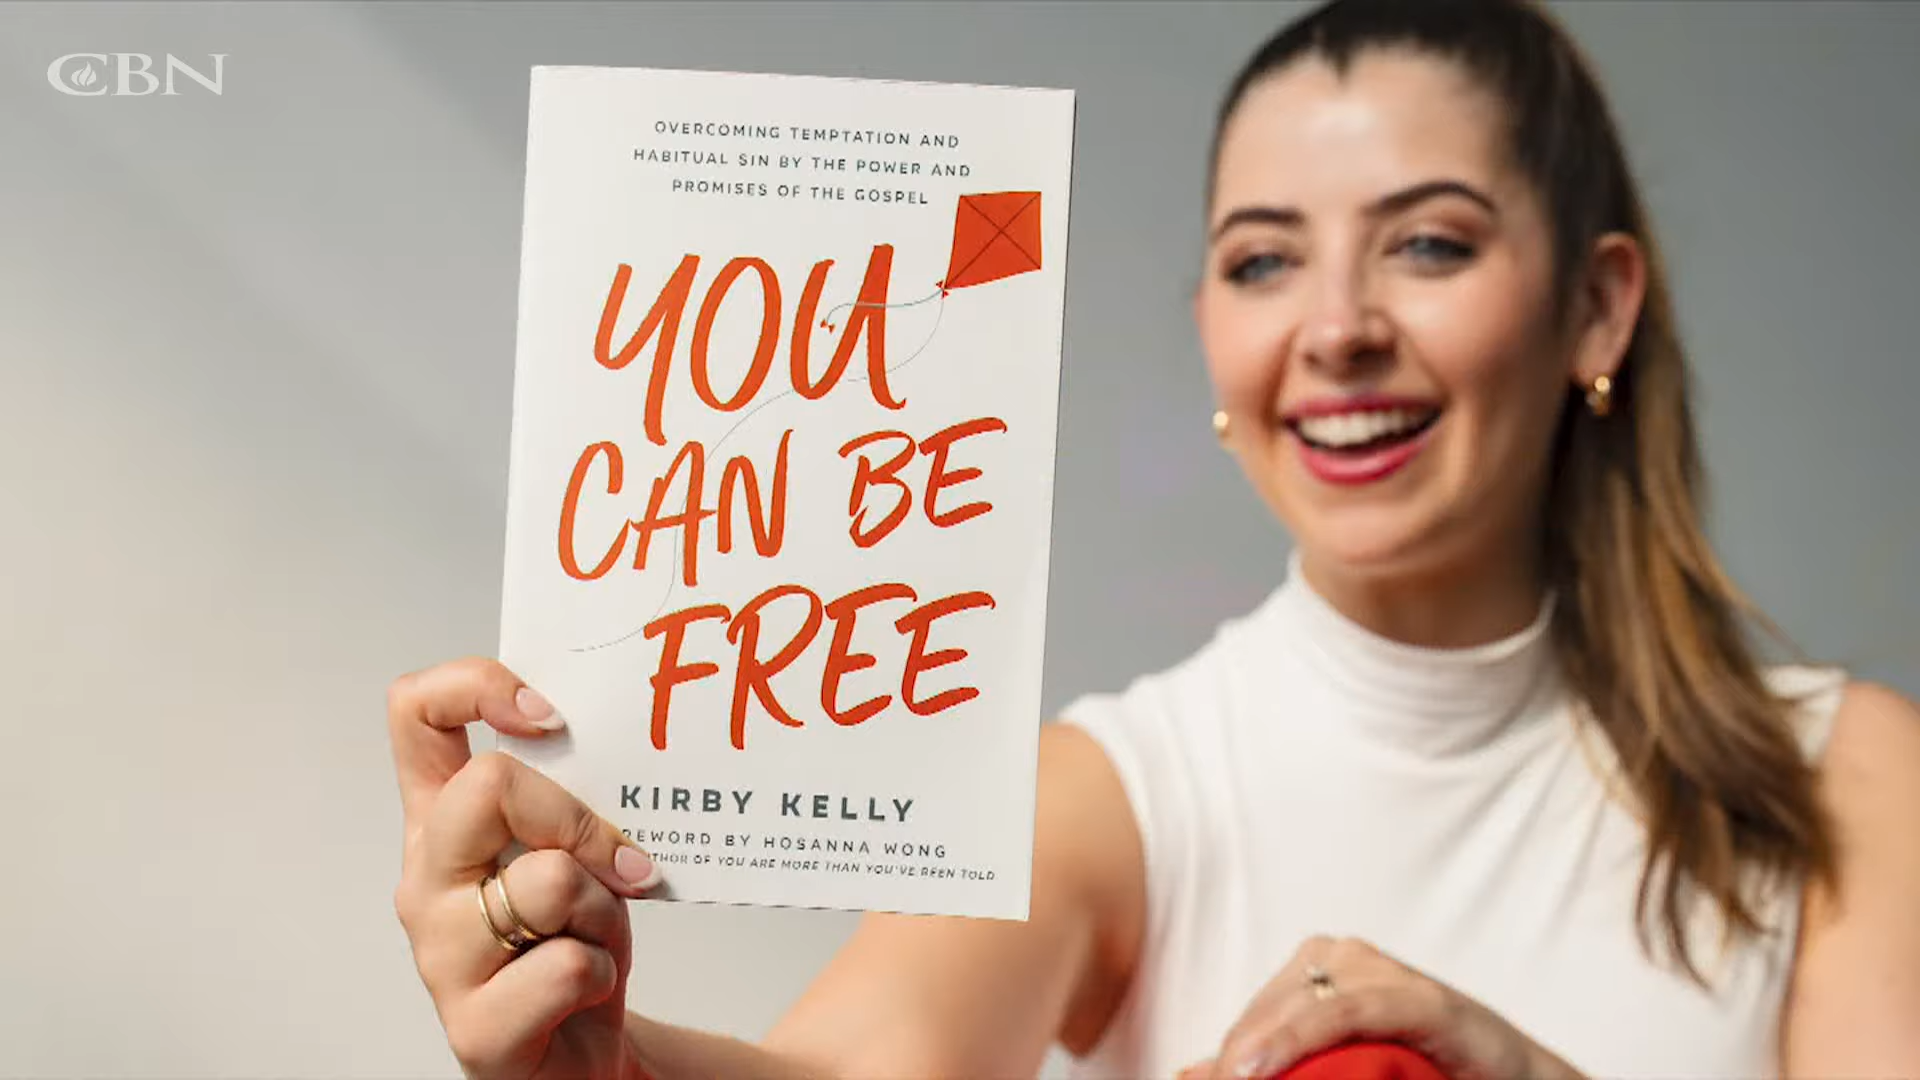 CBN
OVERCOMING TEMPTATION AND
HABITUAL SIN BY THE POWER AND
PROMISES OF THE GOSPEL
YOU
CAN BE
FREE
KIRBY KELLY
REWORD BY HOSANNA WONG
THOR OF YOU ARE MORE THAN YOU'VE BEEN TOLD